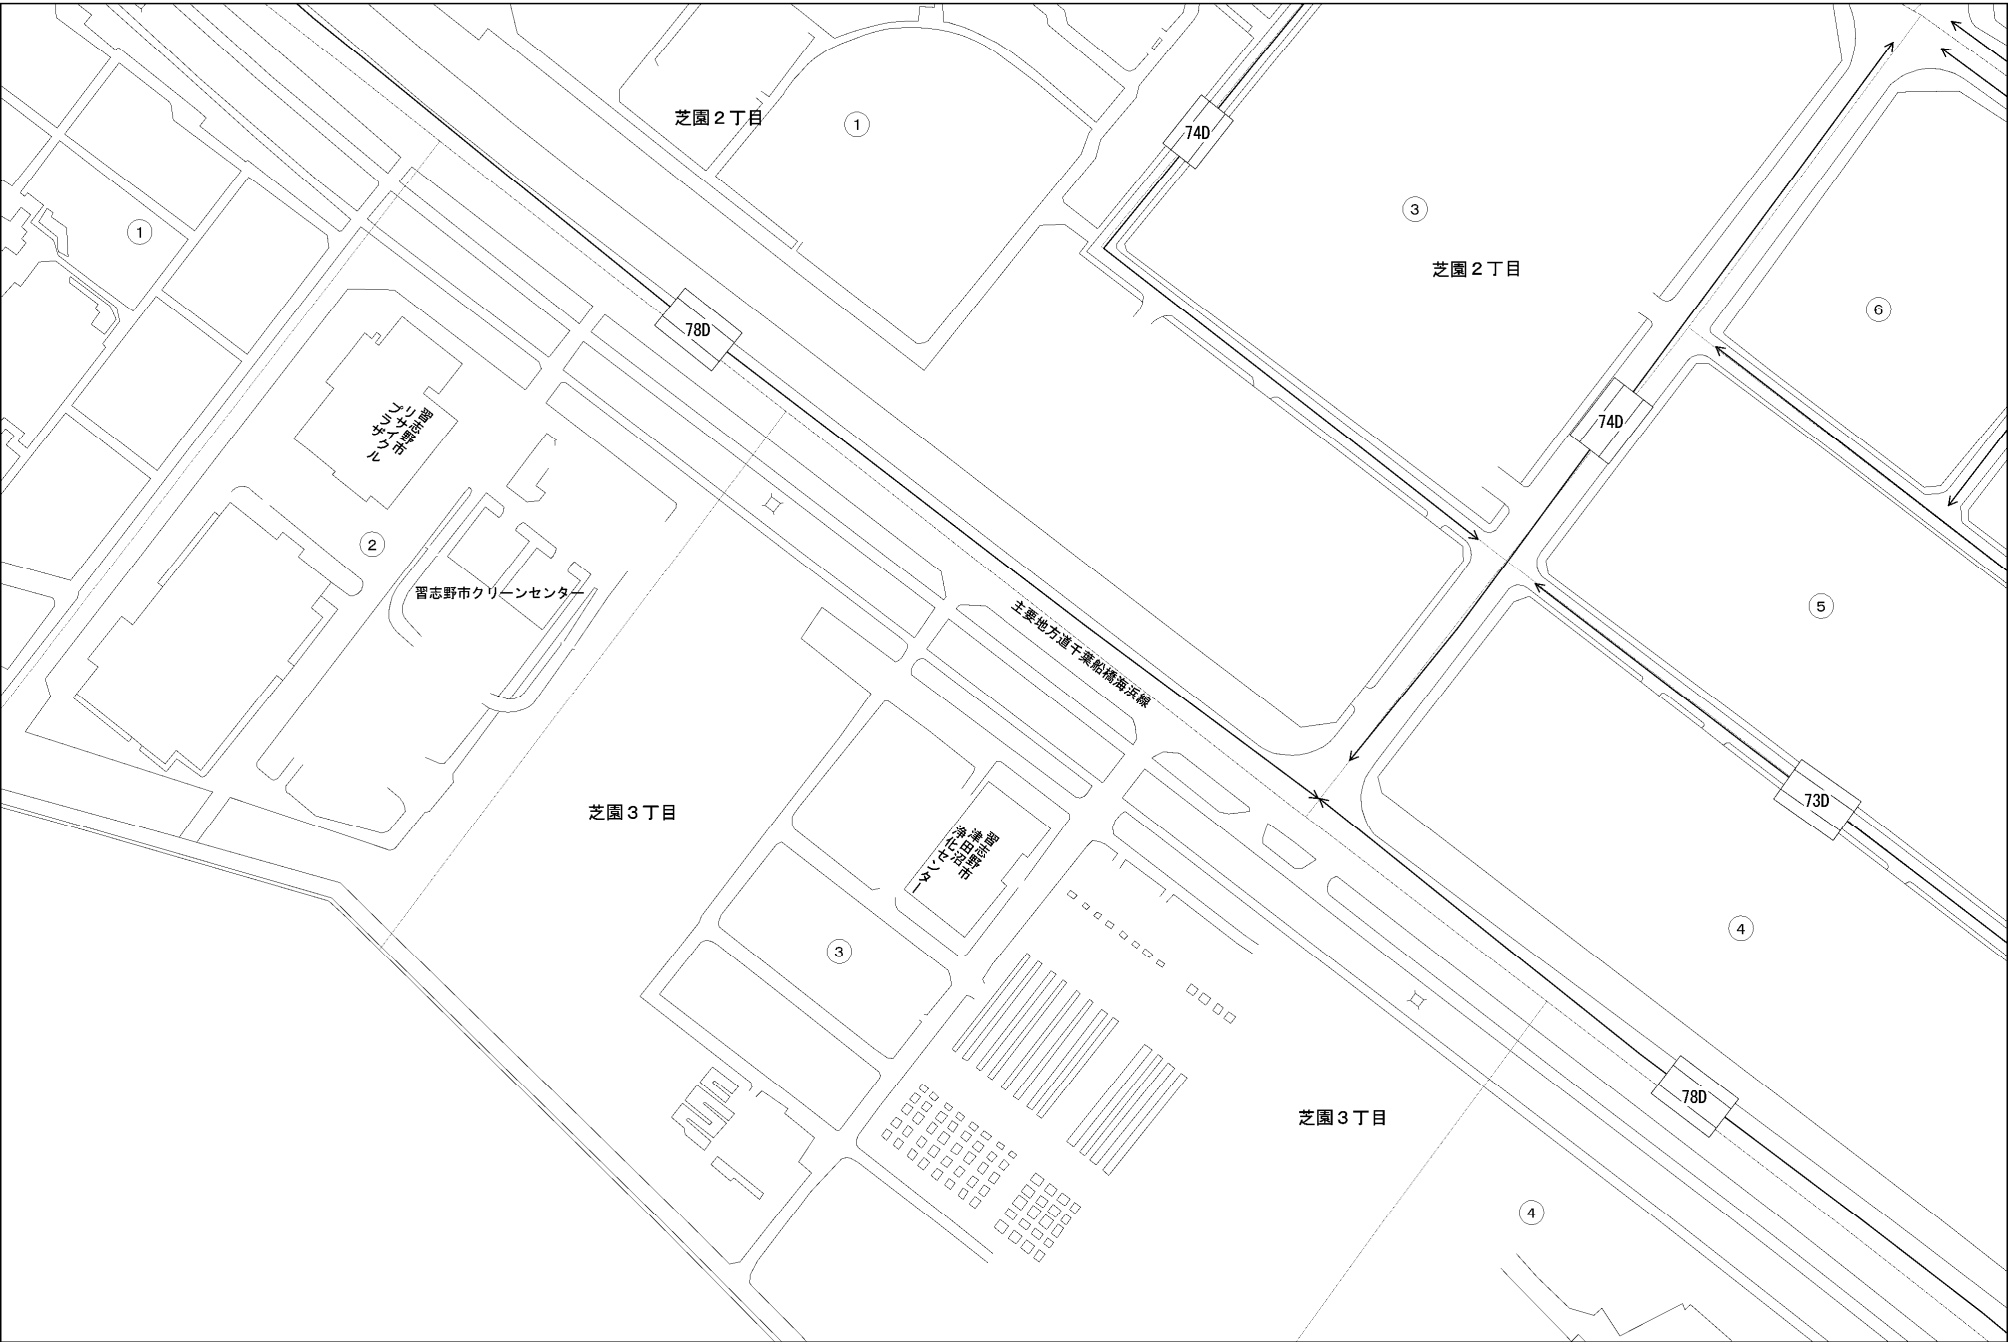 芝園２丁目
①
74D
③
①
芝園２丁目
⑥
78D
74D
習志野市
リサイクル
プラザ
②
習志野市クリーンセンター
⑤
主要地方道千葉船橋海浜線
73D
芝園３丁目
習志野市
津田沼
浄化センター
④
③
78D
芝園３丁目
④